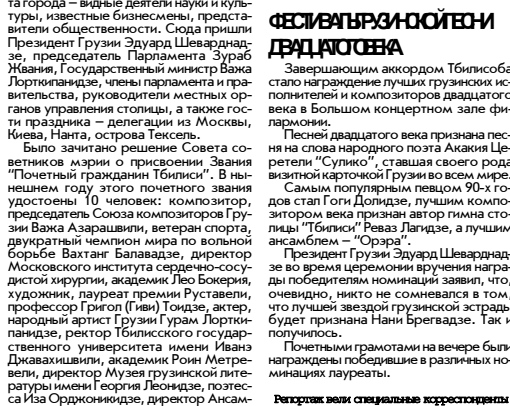 та города – видные деятели науки и куль-
туры, известные бизнесмены, предста-
вители общественности. Сюда пришли
Президент Грузии Эдуард Шеварднад-
зе, председатель Парламента Зураб
Жвания, Государственный министр Важа
Лорткипанидзе, члены парламента и пра-
вительства, руководители местных ор-
ганов управления столицы, а также гос-
ти праздника – делегации из Москвы,
Киева, Нанта, острова Тексель.
Было зачитано решение Совета со-
ветников мэрии о присвоении Звания
"Почетный гражданин Тбилиси". В ны-
нешнем году этого почетного звания
удостоены 10 человек: композитор,
председатель Союза композиторов Гру-
зии Важа Азарашвили, ветеран спорта,
двукратный чемпион мира по вольной
борьбе Вахтанг Балавадзе, директор
Московского института сердечно-сосу-
дистой хирургии, академик Лео Бокерия,
художник, лауреат премии Руставели,
профессор Григол (Гиви) Тоидзе, актер,
народный артист Грузии Гурам Лортки-
панидзе, ректор Тбилисского государ-
ственного университета имени Иванэ
Джавахишвили, академик Роин Метре-
вели, директор Музея грузинской лите-
ратуры имени Георгия Леонидзе, поэтес-
са Иза Орджоникидзе, директор Ансам-
ФЕСТИВАЛЬ ГРУЗИНСКОЙ ПЕСНИ
ДВАДЦАТОГО ВЕКА
Завершающим аккордом Тбилисоба
стало награждение лучших грузинских ис-
полнителей и композиторов двадцатого
века в Большом концертном зале фи-
лармонии.
Песней двадцатого века признана пес-
ня на слова народного поэта Акакия Це-
ретели "Сулико", ставшая своего рода
визитной карточкой Грузии во всем мире.
Самым популярным певцом 90-х го-
дов стал Гоги Долидзе, лучшим компо-
зитором века признан автор гимна сто-
лицы "Тбилиси" Реваз Лагидзе, а лучшим
ансамблем – "Орэра".
Президент Грузии Эдуард Шеварднад-
зе во время церемонии вручения награ-
ды победителям номинаций заявил, что,
очевидно, никто не сомневался в том,
что лучшей звездой грузинской эстрады
будет признана Нани Брегвадзе. Так и
получилось.
Почетными грамотами на вечере были
награждены победившие в различных но-
минациях лауреаты.
Репортаж вели специальные корреспонденты